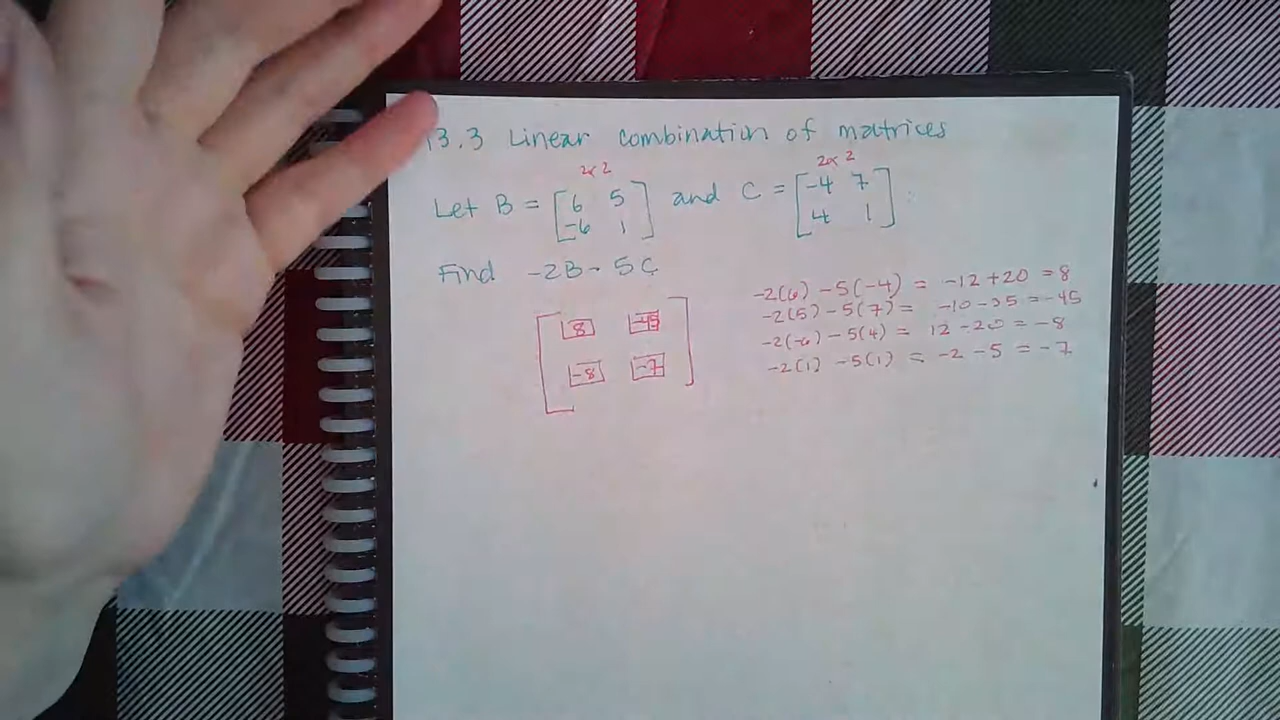 13.3 Linear combination of matrices
2x2 2x2
Let B = [6 5 and C = [-4 7
-6 1] 4 1]
Find -2B - 5C
-2(6) - 5(-4) = -12 + 20 = 8
[8 -45 -2(5) - 5(7) = -10 - 35 = -45
-2(-6) - 5(4) = 12 - 20 = -8
-8 -7] -2(1) - 5(1) = -2 - 5 = -7